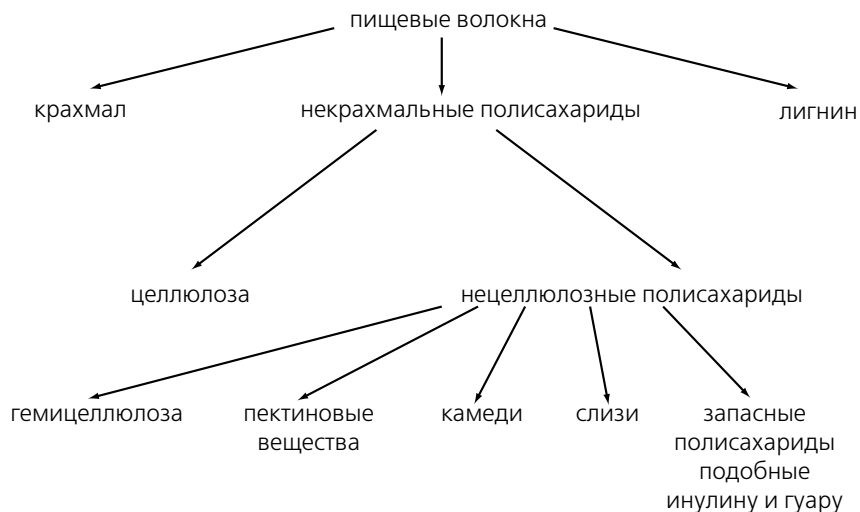 пищевые волокна
крахмал
некрахмальные полисахариды
лигнин
целлюлоза
нецеллюлозные полисахариды
гемицеллюлоза
пектиновые
вещества
камеди
слизи
запасные
полисахариды
подобные
инулину и гуару